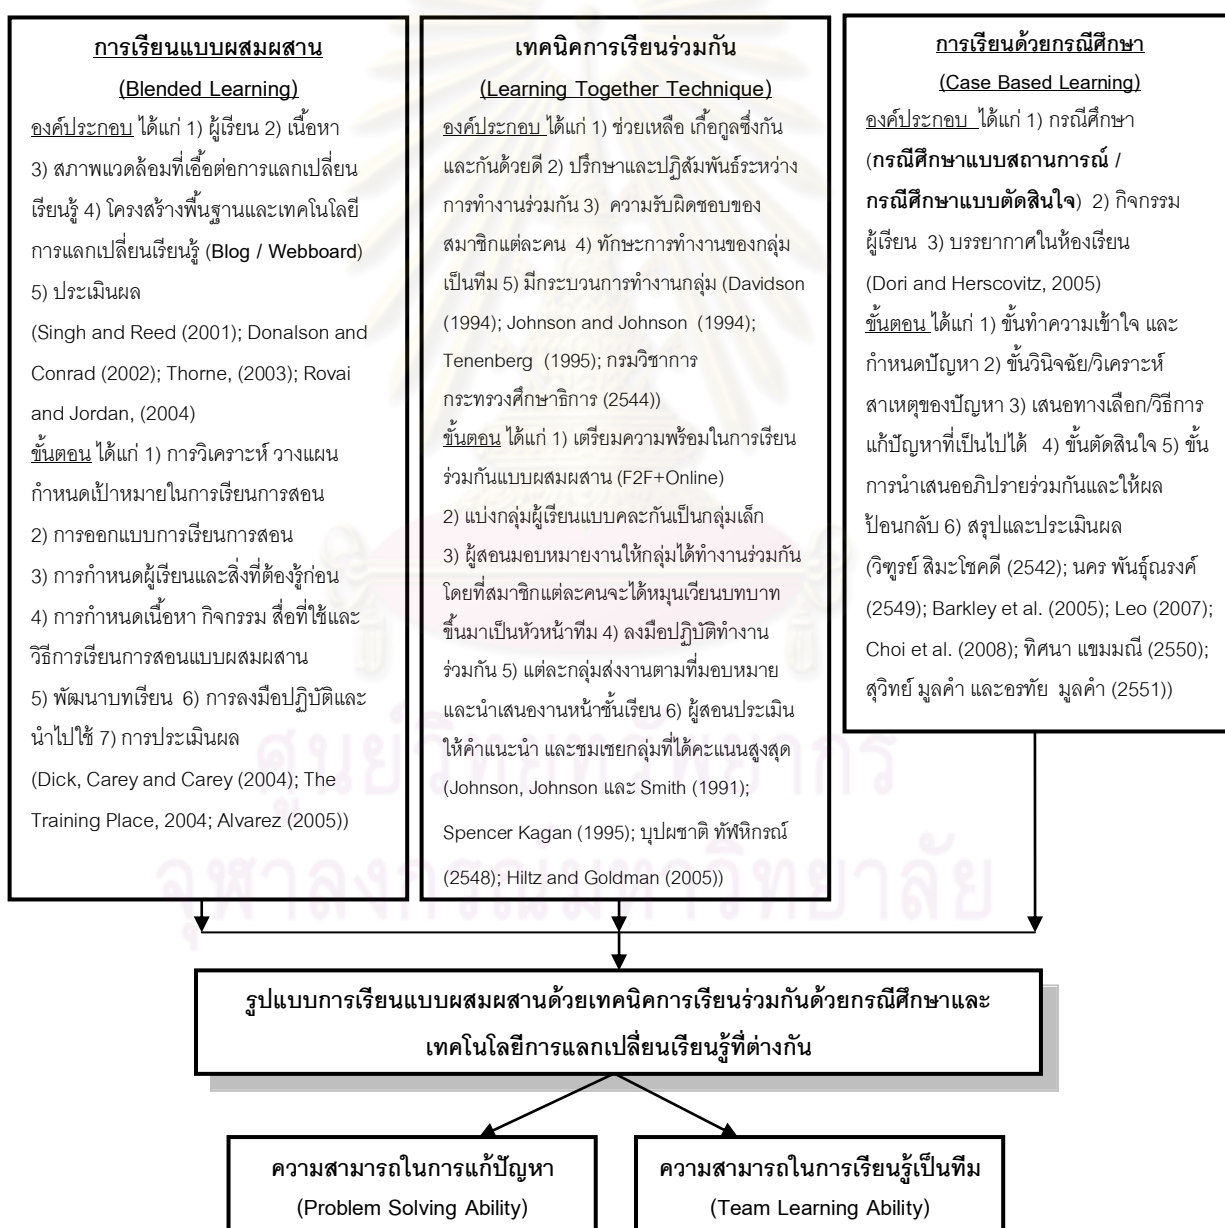 การเรียนแบบผสมผสาน
(Blended Learning)
องค์ประกอบ ได้แก่ 1) ผู้เรียน 2) เนื้อหา
3) สภาพแวดล้อมที่เอื้อต่อการแลกเปลี่ยน
เรียนรู้ 4) โครงสร้างพื้นฐานและเทคโนโลยี
การแลกเปลี่ยนเรียนรู้ (Blog / Webboard)
5) ประเมินผล
(Singh and Reed (2001); Donalson and
Conrad (2002); Thorne, (2003); Rovai
and Jordan, (2004)
ขั้นตอน ได้แก่ 1) การวิเคราะห์ วางแผน
กำหนดเป้าหมายในการเรียนการสอน
2) การออกแบบการเรียนการสอน
3) การกำหนดผู้เรียนและสิ่งที่ต้องรู้ก่อน
4) การกำหนดเนื้อหา กิจกรรม สื่อที่ใช้และ
วิธีการเรียนการสอนแบบผสมผสาน
5) พัฒนาบทเรียน 6) การลงมือปฏิบัติและ
นำไปใช้ 7) การประเมินผล
(Dick, Carey and Carey (2004); The
Training Place, 2004; Alvarez (2005))
เทคนิคการเรียนร่วมกัน
(Learning Together Technique)
องค์ประกอบ ได้แก่ 1) ช่วยเหลือ เกื้อกูลซึ่งกัน
และกันด้วยดี 2) ปรึกษาและปฏิสัมพันธ์ระหว่าง
การทำงานร่วมกัน 3) ความรับผิดชอบของ
สมาชิกแต่ละคน 4) ทักษะการทำงานของกลุ่ม
เป็นทีม 5) มีกระบวนการทำงานกลุ่ม (Davidson
(1994); Johnson and Johnson (1994);
Tenenberg (1995); กรมวิชาการ
กระทรวงศึกษาธิการ (2544))
ขั้นตอน ได้แก่ 1) เตรียมความพร้อมในการเรียน
ร่วมกันแบบผสมผสาน (F2F+Online)
2) แบ่งกลุ่มผู้เรียนแบบคละกันเป็นกลุ่มเล็ก
3) ผู้สอนมอบหมายงานให้กลุ่มได้ทำงานร่วมกัน
โดยที่สมาชิกแต่ละคนจะได้หมุนเวียนบทบาท
ขึ้นมาเป็นหัวหน้าทีม 4) ลงมือปฏิบัติทำงาน
ร่วมกัน 5) แต่ละกลุ่มส่งงานตามที่มอบหมาย
และนำเสนองานหน้าชั้นเรียน 6) ผู้สอนประเมิน
ให้คำแนะนำ และชมเชยกลุ่มที่ได้คะแนนสูงสุด
(Johnson, Johnson และ Smith (1991);
Spencer Kagan (1995); บุปผชาติ ทัฬหิกรณ์
(2548); Hiltz and Goldman (2005))
การเรียนด้วยกรณีศึกษา
(Case Based Learning)
องค์ประกอบ ได้แก่ 1) กรณีศึกษา
(กรณีศึกษาแบบสถานการณ์ /
กรณีศึกษาแบบตัดสินใจ) 2) กิจกรรม
ผู้เรียน 3) บรรยากาศในห้องเรียน
(Dori and Herscovitz, 2005)
ขั้นตอน ได้แก่ 1) ขั้นทำความเข้าใจ และ
กำหนดปัญหา 2) ขั้นวินิจฉัย/วิเคราะห์
สาเหตุของปัญหา 3) เสนอทางเลือก/วิธีการ
แก้ปัญหาที่เป็นไปได้ 4) ขั้นตัดสินใจ 5) ขั้น
การนำเสนออภิปรายร่วมกันและให้ผล
ป้อนกลับ 6) สรุปและประเมินผล
(วิฑูรย์ สิมะโชคดี (2542); นคร พันธุ์ณรงค์
(2549); Barkley et al. (2005); Leo (2007);
Choi et al. (2008); ทิศนา แขมมณี (2550);
สุวิทย์ มูลคำ และอรทัย มูลคำ (2551))
ศูนย์วิทยทรัพยากร
จุฬาลงกรณ์มหาวิทยาลัย
รูปแบบการเรียนแบบผสมผสานด้วยเทคนิคการเรียนร่วมกันด้วยกรณีศึกษาและ
เทคโนโลยีการแลกเปลี่ยนเรียนรู้ที่ต่างกัน
ความสามารถในการแก้ปัญหา
(Problem Solving Ability)
ความสามารถในการเรียนรู้เป็นทีม
(Team Learning Ability)